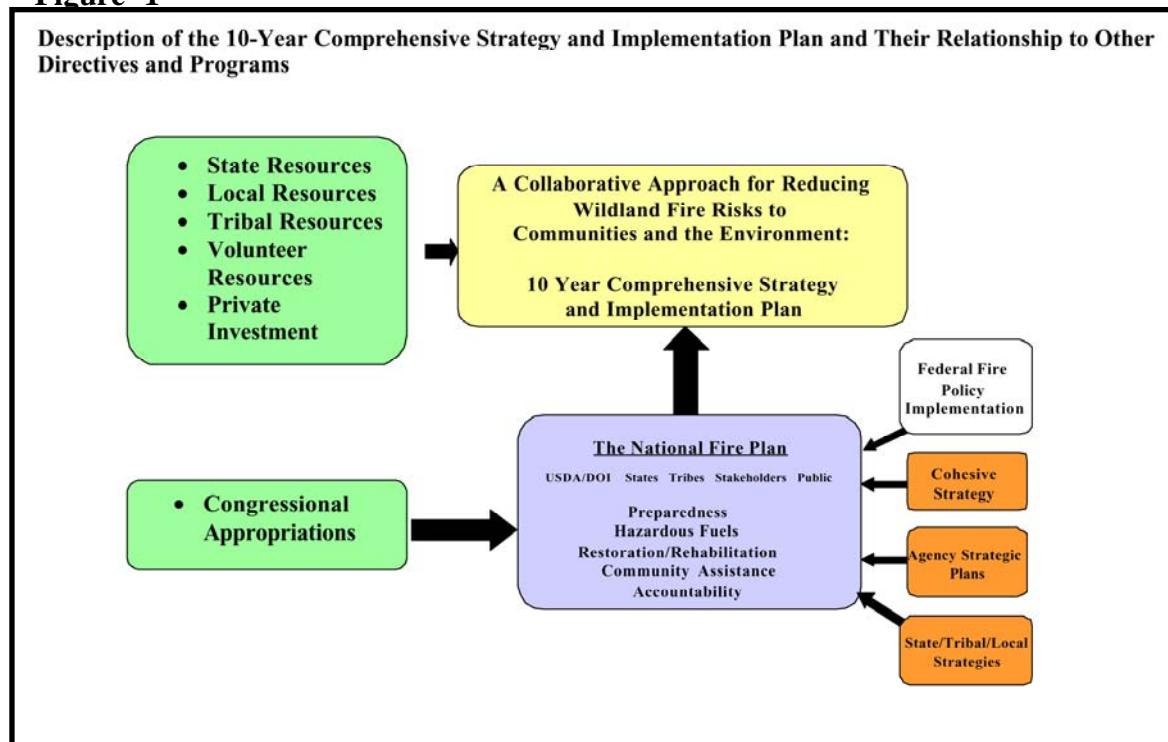 Figure 1
Description of the 10-Year Comprehensive Strategy and Implementation Plan and Their Relationship to Other
Directives and Programs
• State Resources
• Local Resources
• Tribal Resources
• Volunteer
Resources
• Private
Investment
A Collaborative Approach for Reducing
Wildland Fire Risks to
Communities and the Environment:
10 Year Comprehensive Strategy
and Implementation Plan
Federal Fire
Policy
Implementation
• Congressional
Appropriations
The National Fire Plan
USDA/DOI States Tribes Stakeholders Public
Preparedness
Hazardous Fuels
Restoration/Rehabilitation
Community Assistance
Accountability
Cohesive
Strategy
Agency Strategic
Plans
State/Tribal/Local
Strategies